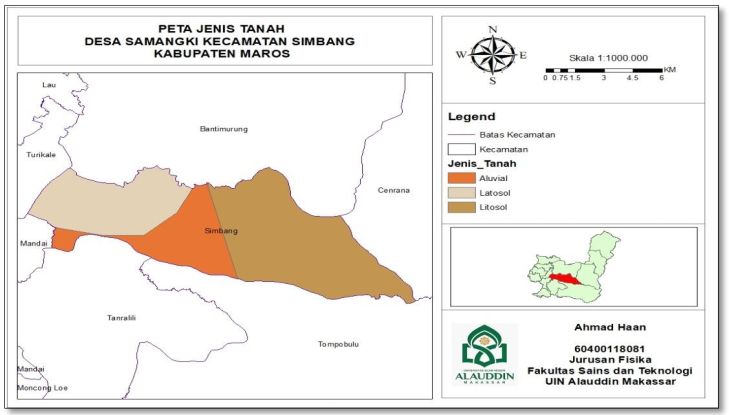 PETA JENIS TANAH
DESA SAMANGKI KECAMATAN SIMBANG
KABUPATEN MAROS
Lau
Bantimurung
Turikale
Cenrana
Simbang
Mandai
Tanralili
Tompobulu
Mandai
Moncong Loe
N
W E
S
Skala 1:1000.000
KM
0 0.75 1.5 3 4.5 6
Legend
Batas Kecamatan
Kecamatan
Jenis_Tanah
Aluvial
Latosol
Litosol
ALAUDDIN
MAKASSAR
Ahmad Haan
60400118081
Jurusan Fisika
Fakultas Sains dan Teknologi
UIN Alauddin Makassar